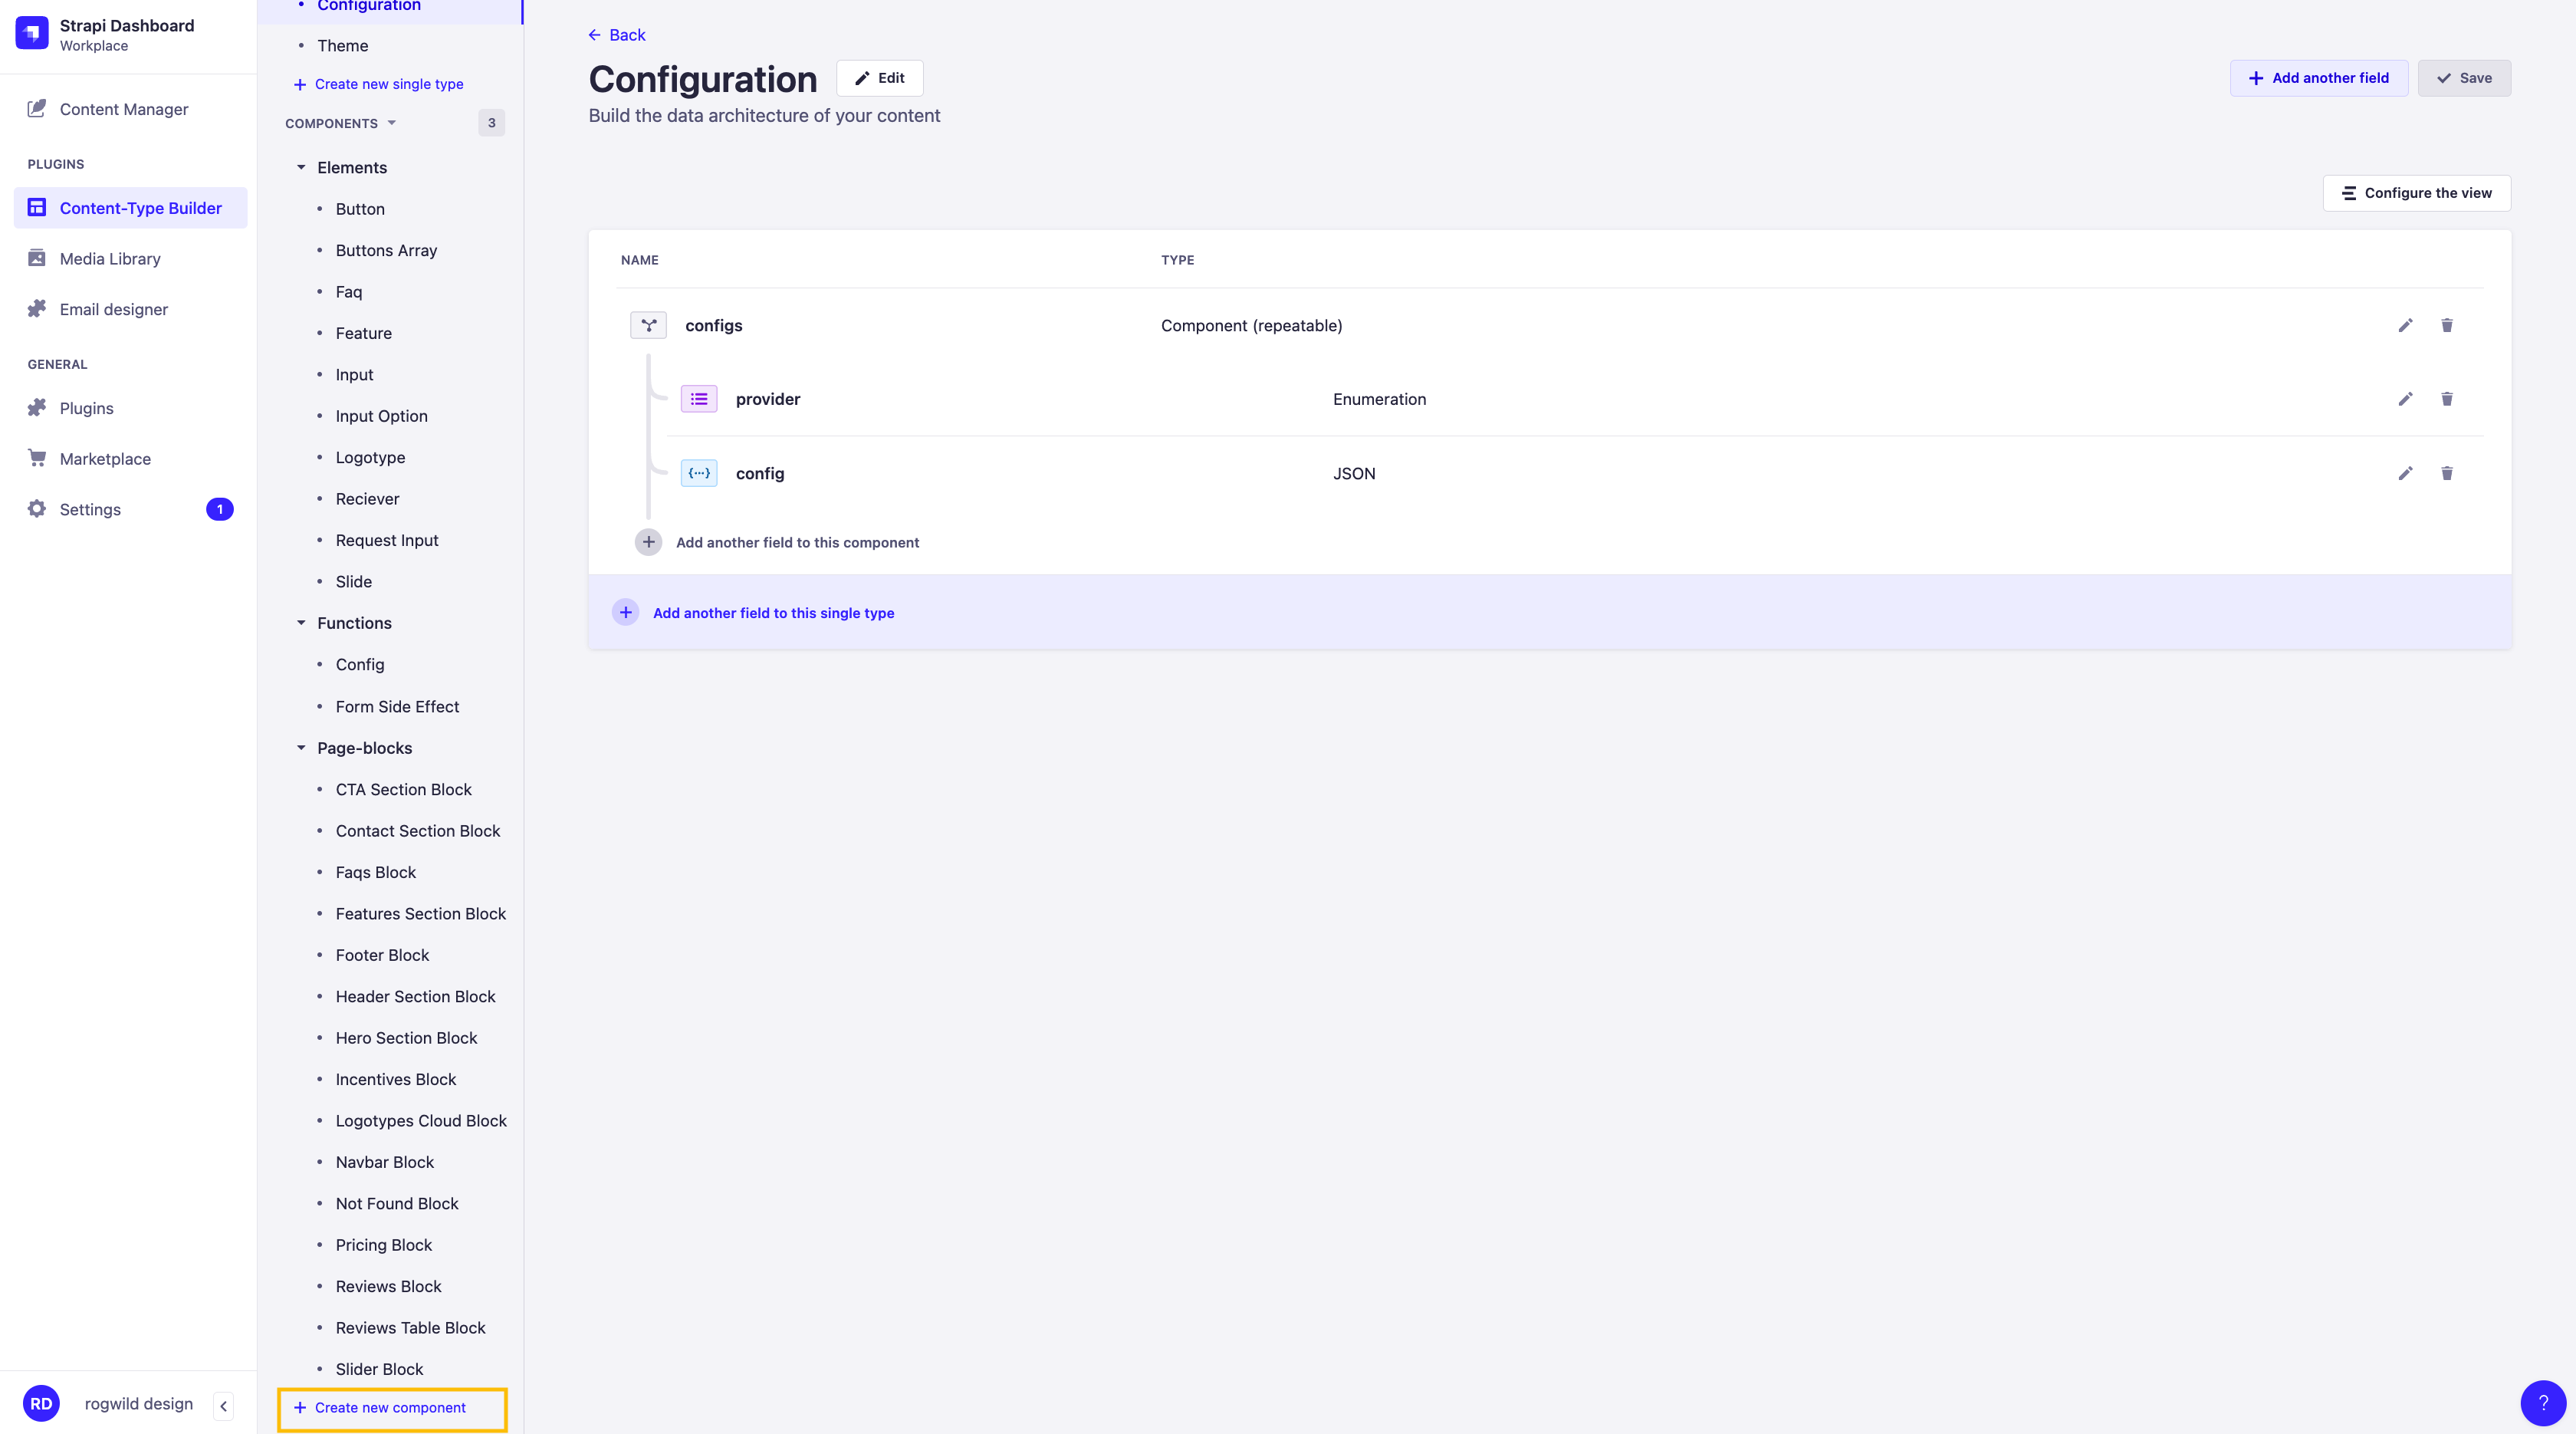 Strapi Dashboard
Workplace
Content Manager
PLUGINS
Content-Type Builder
Media Library
Email designer
GENERAL
Plugins
Marketplace
Settings
1
RD
rogwild design
Configuration
Theme
Create new single type
COMPONENTS
3
Elements
Button
Buttons Array
Faq
Feature
Input
Input Option
Logotype
Reciever
Request Input
Slide
Functions
Config
Form Side Effect
Page-blocks
CTA Section Block
Contact Section Block
Faqs Block
Features Section Block
Footer Block
Header Section Block
Hero Section Block
Incentives Block
Logotypes Cloud Block
Navbar Block
Not Found Block
Pricing Block
Reviews Block
Reviews Table Block
Slider Block
Create new component
Back
Configuration
Edit
Build the data architecture of your content
Add another field
Save
Configure the view
NAME TYPE
configs Component (repeatable)
provider Enumeration
config JSON
Add another field to this component
Add another field to this single type
?